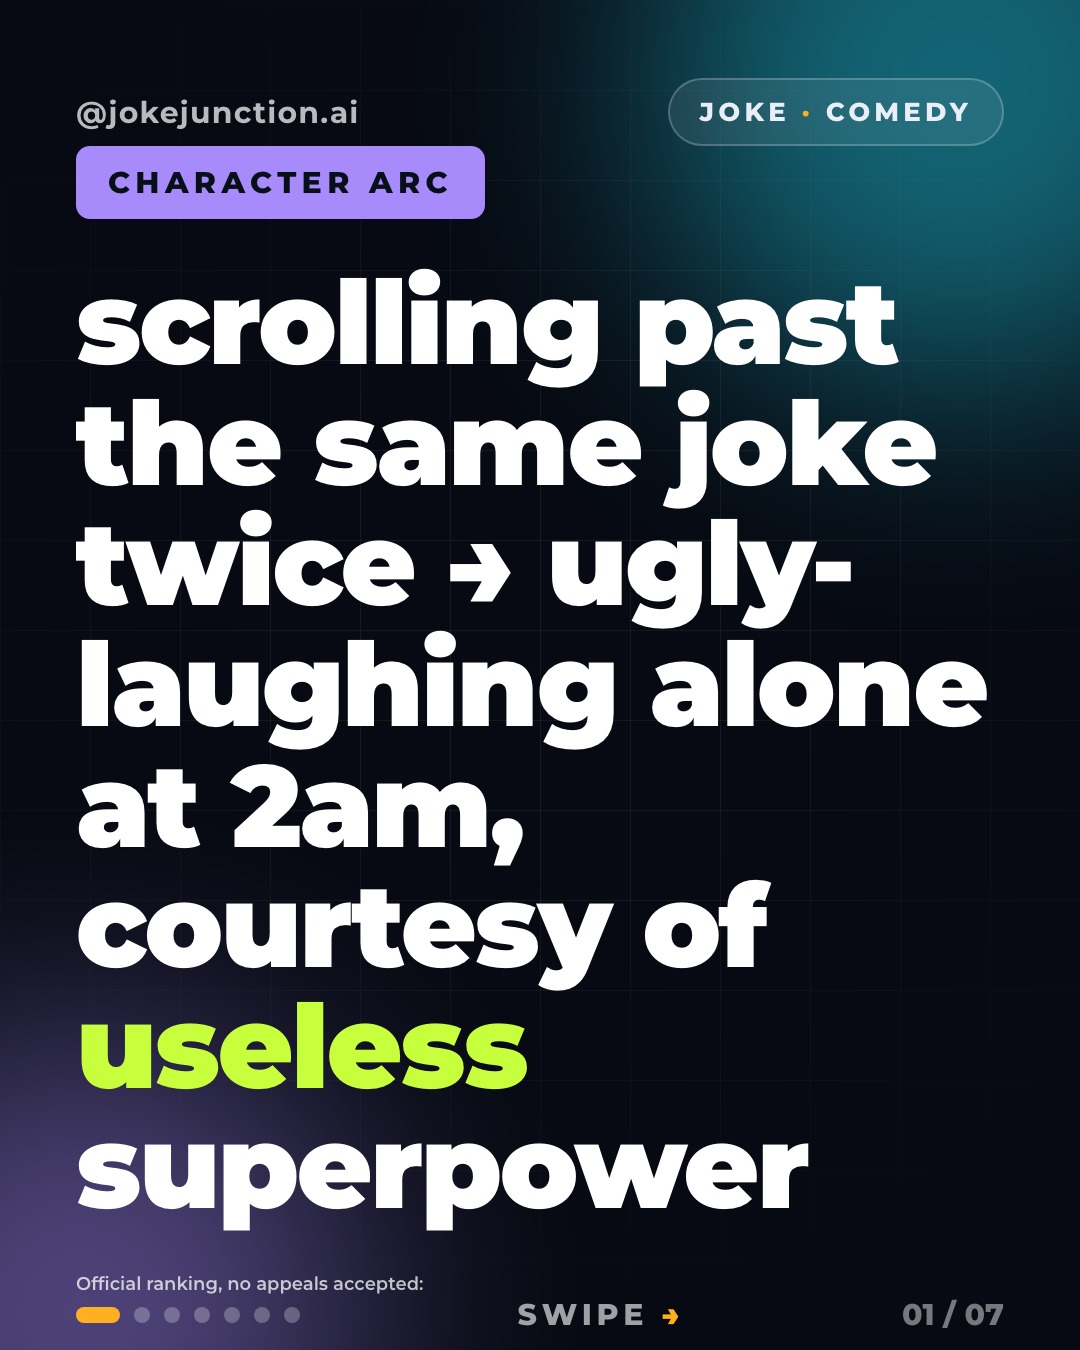 @jokejunction.ai
JOKE · COMEDY
CHARACTER ARC
scrolling past
the same joke
twice → ugly-
laughing alone
at 2am,
courtesy of
useless
superpower
Official ranking, no appeals accepted:
SWIPE →
01 / 07